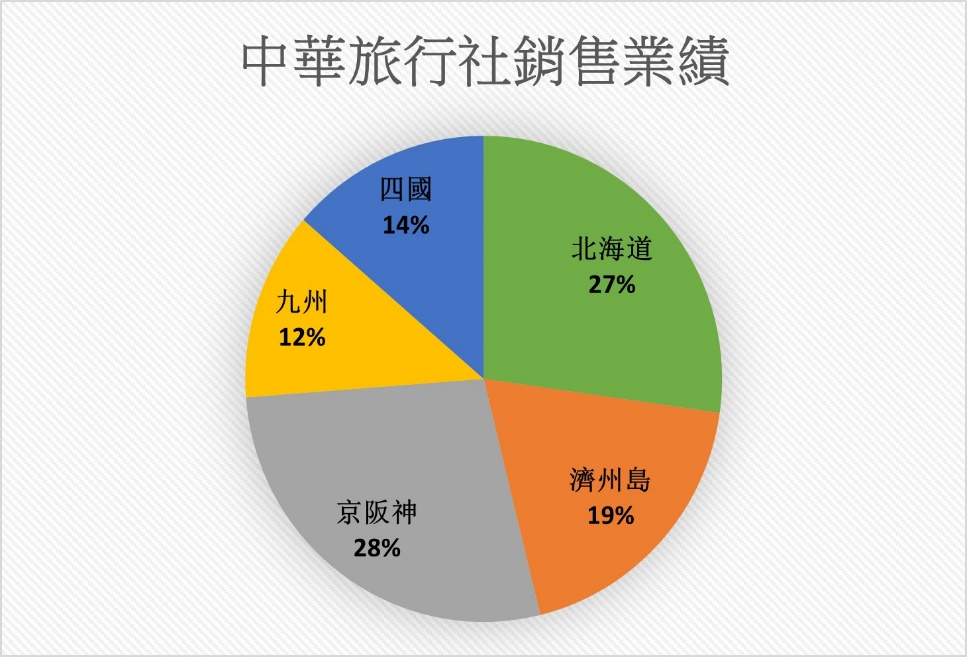 中華旅行社銷售業績
四國
14%
北海道
27%
九州
12%
濟州島
19%
京阪神
28%